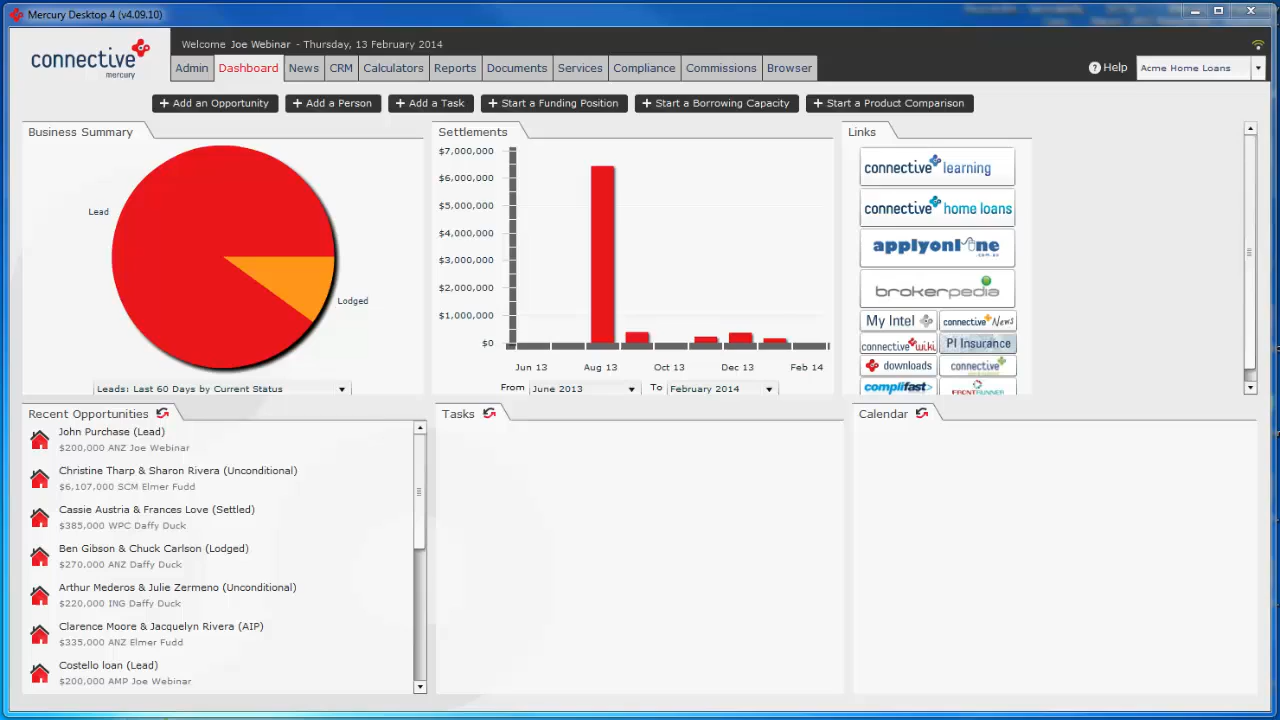 Mercury Desktop 4 (v4.09.10)
connective
mercury
Welcome Joe Webinar - Thursday, 13 February 2014
Admin Dashboard News CRM Calculators Reports Documents Services Compliance Commissions Browser
? Help
Acme Home Loans
+ Add an Opportunity + Add a Person + Add a Task + Start a Funding Position + Start a Borrowing Capacity + Start a Product Comparison
Business Summary
Lead
Lodged
Leads: Last 60 Days by Current Status
Settlements
$7,000,000
$6,000,000
$5,000,000
$4,000,000
$3,000,000
$2,000,000
$1,000,000
$0
Jun 13 Aug 13 Oct 13 Dec 13 Feb 14
From June 2013 To February 2014
Links
connective learning
connective home loans
applyonline
.com.au
brokerpedia
My Intel
connective News
connective wiki
PI Insurance
downloads
connective
complifast>
FRONTRUNNER
Recent Opportunities
John Purchase (Lead)
$200,000 ANZ Joe Webinar
Christine Tharp & Sharon Rivera (Unconditional)
$6,107,000 SCM Elmer Fudd
Cassie Austria & Frances Love (Settled)
$385,000 WPC Daffy Duck
Ben Gibson & Chuck Carlson (Lodged)
$270,000 ANZ Daffy Duck
Arthur Mederos & Julie Zermeno (Unconditional)
$220,000 ING Daffy Duck
Clarence Moore & Jacquelyn Rivera (AIP)
$335,000 ANZ Elmer Fudd
Costello loan (Lead)
$200,000 AMP Joe Webinar
Tasks
Calendar